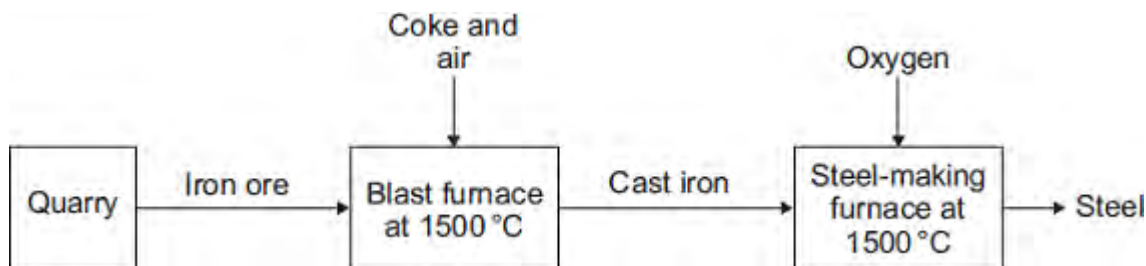 Coke and
air
Oxygen
Quarry
Iron ore
Blast furnace
at 1500 °C
Cast iron
Steel-making
furnace at
1500 °C
Steel